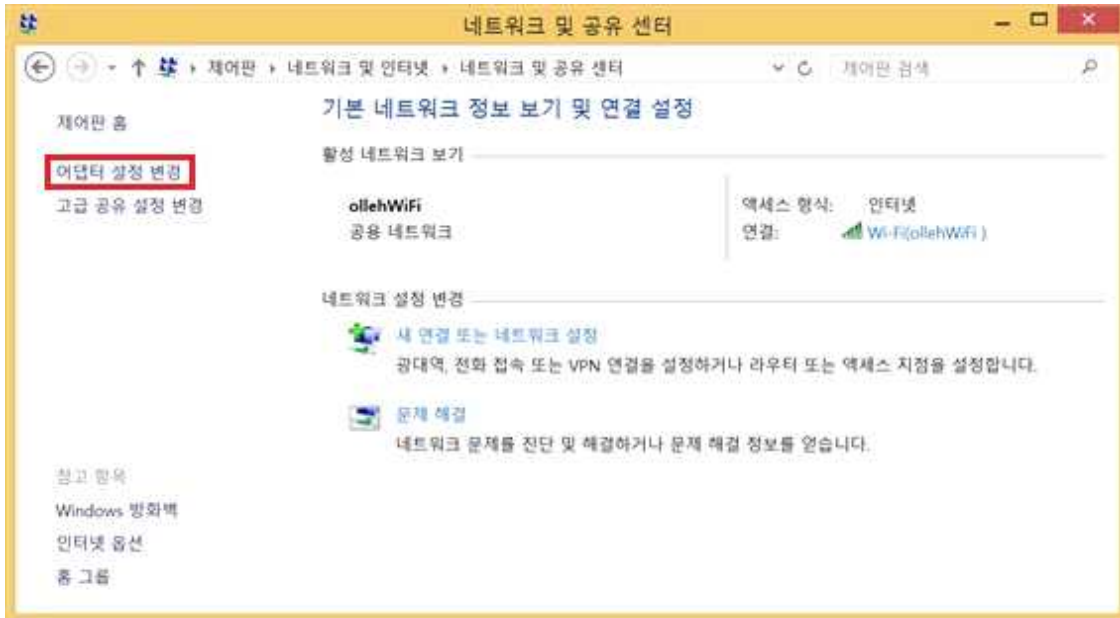 네트워크 및 공유 센터
제어판 네트워크 및 인터넷 네트워크 및 공유 센터 제어판 검색
기본 네트워크 정보 보기 및 연결 설정
제어판 홈
활성 네트워크 보기
어댑터 설정 변경
고급 공유 설정 변경
ollehWiFi
공용 네트워크
액세스 형식: 인터넷
연결: Wi-Fi(ollehWiFi )
네트워크 설정 변경
새 연결 또는 네트워크 설정
광대역, 전화 접속 또는 VPN 연결을 설정하거나 라우터 또는 액세스 지점을 설정합니다.
문제 해결
네트워크 문제를 진단 및 해결하거나 문제 해결 정보를 얻습니다.
참고 항목
Windows 방화벽
인터넷 옵션
홈 그룹